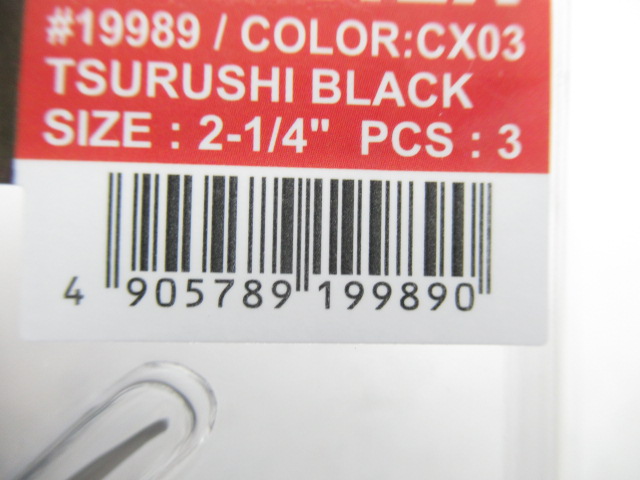 #19989 / COLOR:CX03
TSURUSHI BLACK
SIZE : 2-1/4" PCS : 3
4 905789 199890